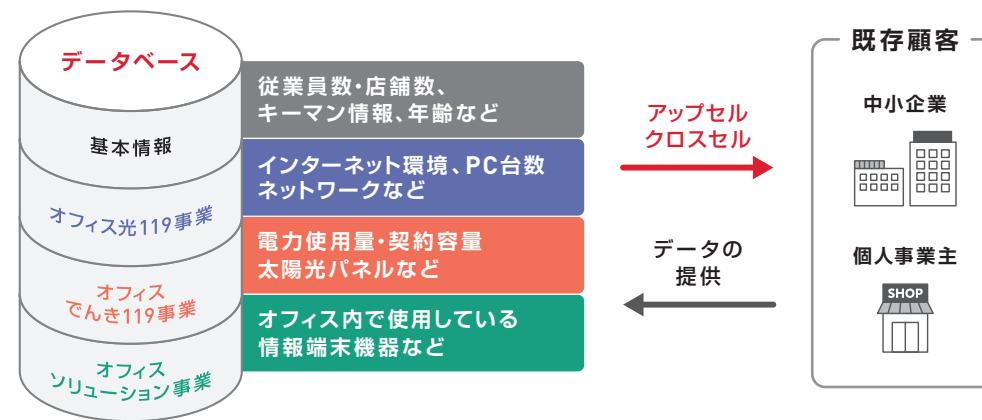 データベース
基本情報
オフィス光119事業
オフィス
でんき119事業
オフィス
ソリューション事業
従業員数・店舗数、
キーマン情報、年齢など
インターネット環境、PC台数
ネットワークなど
電力使用量・契約容量
太陽光パネルなど
オフィス内で使用している
情報端末機器など
アップセル
クロスセル
データの
提供
既存顧客
中小企業
個人事業主
SHOP